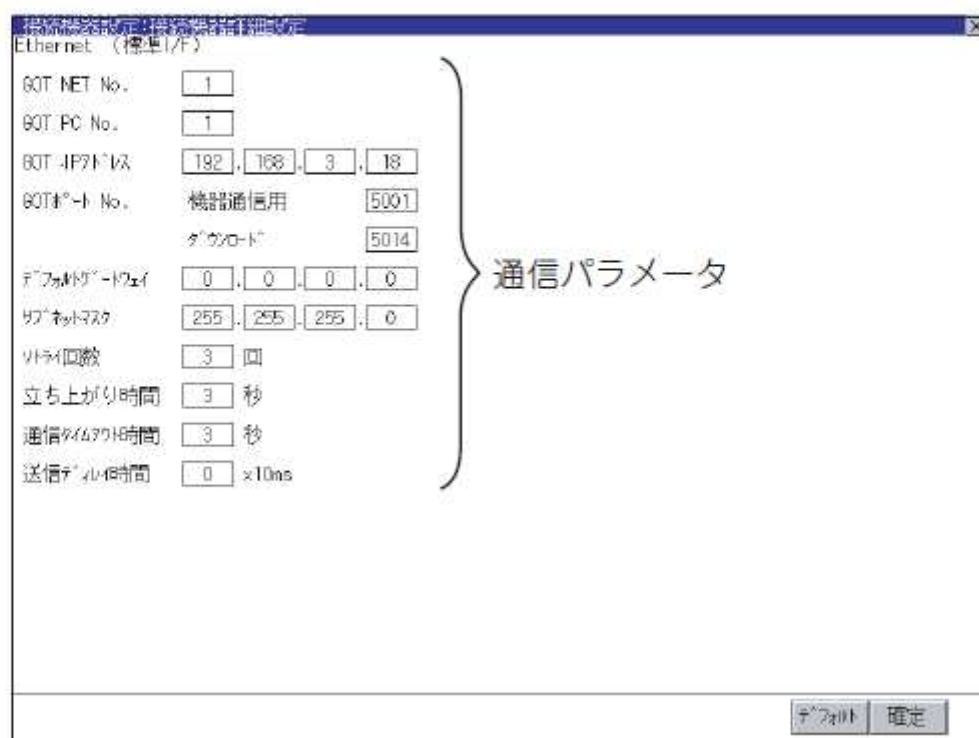 接続機器設定:接続機器詳細設定
Ethernet (標準I/F)
GOT NET No. 1
GOT PC No. 1
GOT IPｱﾄﾞﾚｽ 192.168.3.18
GOTﾎﾟｰﾄ No. 機器通信用 5001
ﾀﾞｳﾝﾛｰﾄﾞ 5014
ﾃﾞﾌｫﾙﾄｹﾞｰﾄｳｪｲ 0.0.0.0
ｻﾌﾞﾈｯﾄﾏｽｸ 255.255.255.0
ﾘﾄﾗｲ回数 3 回
立ち上がり時間 3 秒
通信ﾀｲﾑｱｳﾄ時間 3 秒
送信ﾃﾞｨﾚｲ時間 0 x10ms
通信パラメータ
ﾃﾞﾌｫﾙﾄ 確定